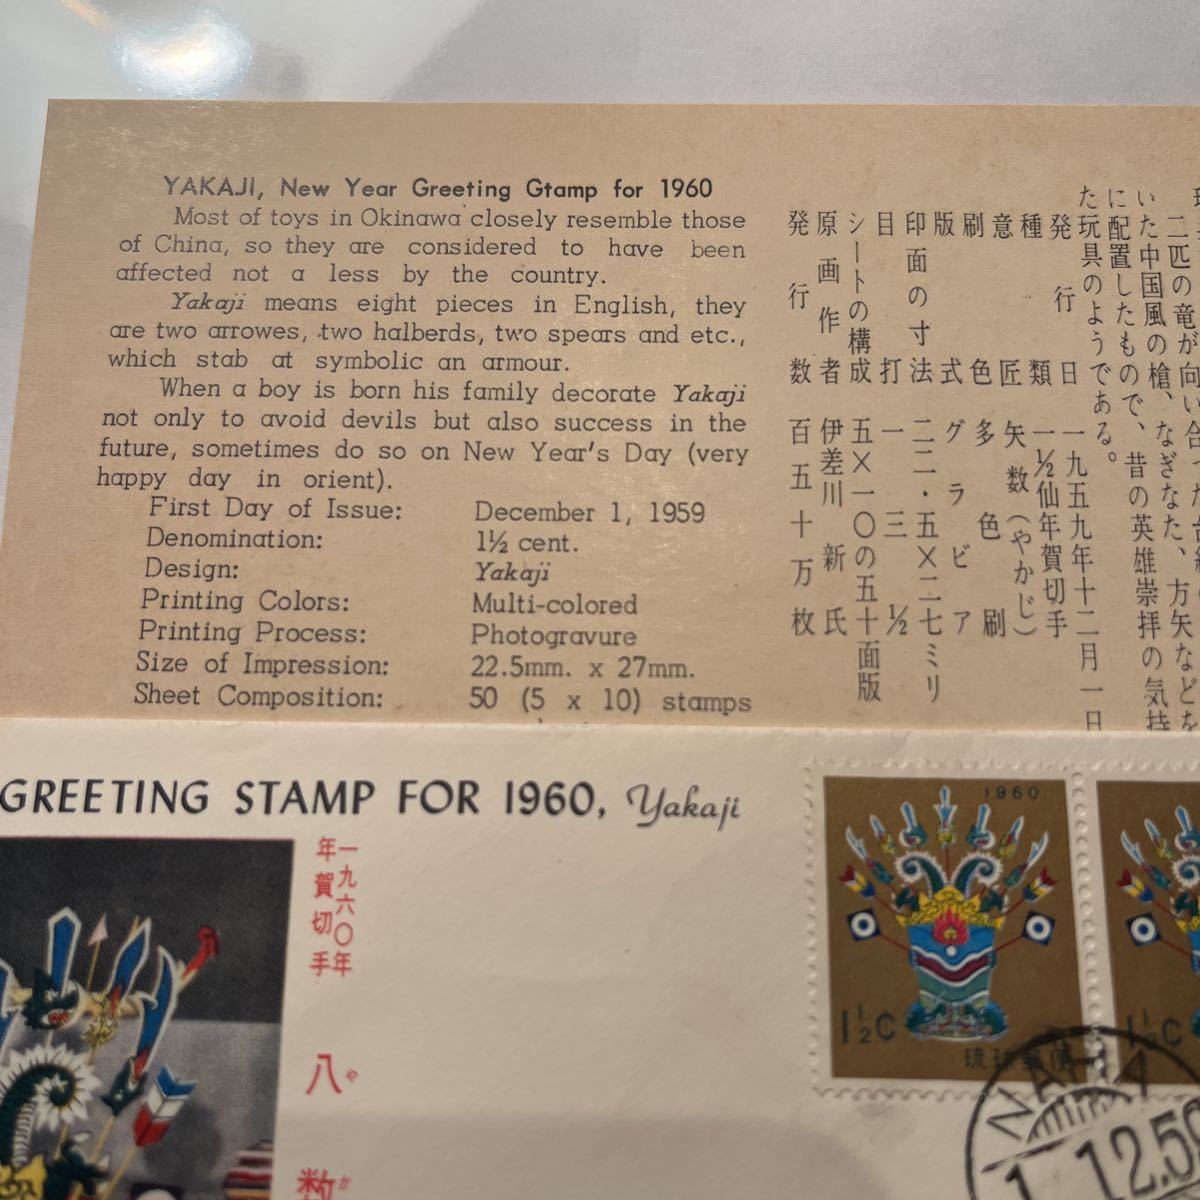 YAKAJI, New Year Greeting Gtamp for 1960
Most of toys in Okinawa closely resemble those
of China, so they are considered to have been
affected not a less by the country.
Yakaji means eight pieces in English, they
are two arrowes, two halberds, two spears and etc.,
which stab at symbolic an armour.
When a boy is born his family decorate Yakaji
not only to avoid devils but also success in the
future, sometimes do so on New Year's Day (very
happy day in orient).
First Day of Issue: December 1, 1959
Denomination: 1½ cent.
Design: Yakaji
Printing Colors: Multi-colored
Printing Process: Photogravure
Size of Impression: 22.5mm. x 27mm.
Sheet Composition: 50 (5 x 10) stamps
二匹の竜が向い合った
いた中国風の槍、なぎなた、方矢などを
に配置したもので、昔の英雄崇拝の気持
た玩具のようである。
発行日 一九五九年十二月一日
種類 一½仙年賀切手
意匠 矢数(やかじ)
刷色 多色刷
版式 グラビア
印面の寸法 二二・五×二七ミリ
目打 一三½
シートの構成 五×一〇の五十面版
原画作者 伊差川新氏
発行数 百五十万枚
GREETING STAMP FOR 1960, Yakaji
一九六〇年
年賀切手
八数
や
か
1960
1½¢
琉球郵便
1½¢
NAHA
1.12.59